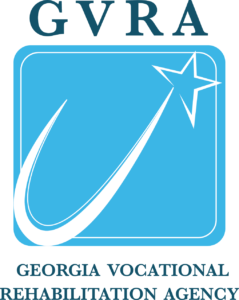 GVRA
GEORGIA VOCATIONAL
REHABILITATION AGENCY